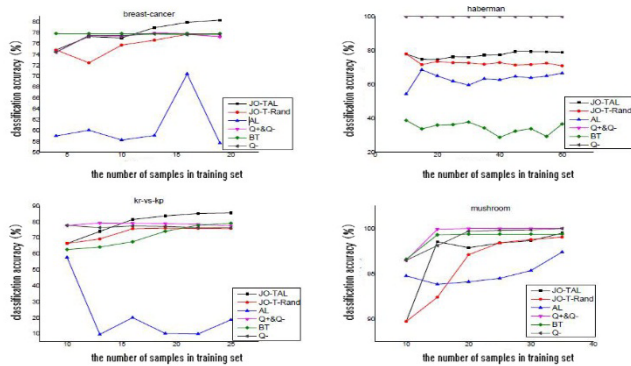 breast-cancer
classification accuracy (%)
80
78
76
74
72
70
68
66
64
62
60
58
56
5
10
15
20
the number of samples in training set
JO-TAL
JO-T-Rand
AL
Q+&Q-
BT
Q-
haberman
classification accuracy (%)
100
80
60
40
20
0
0
20
40
60
the number of samples in training set
JO-TAL
JO-T-Rand
AL
Q+&Q-
BT
Q-
kr-vs-kp
classification accuracy (%)
90
80
70
60
50
40
30
20
10
10
15
20
25
the number of samples in training set
JO-TAL
JO-T-Rand
AL
Q+&Q-
BT
Q-
mushroom
classification accuracy (%)
100
95
90
0
10
20
30
40
the number of samples in training set
JO-TAL
JO-T-Rand
AL
Q+&Q-
BT
Q-